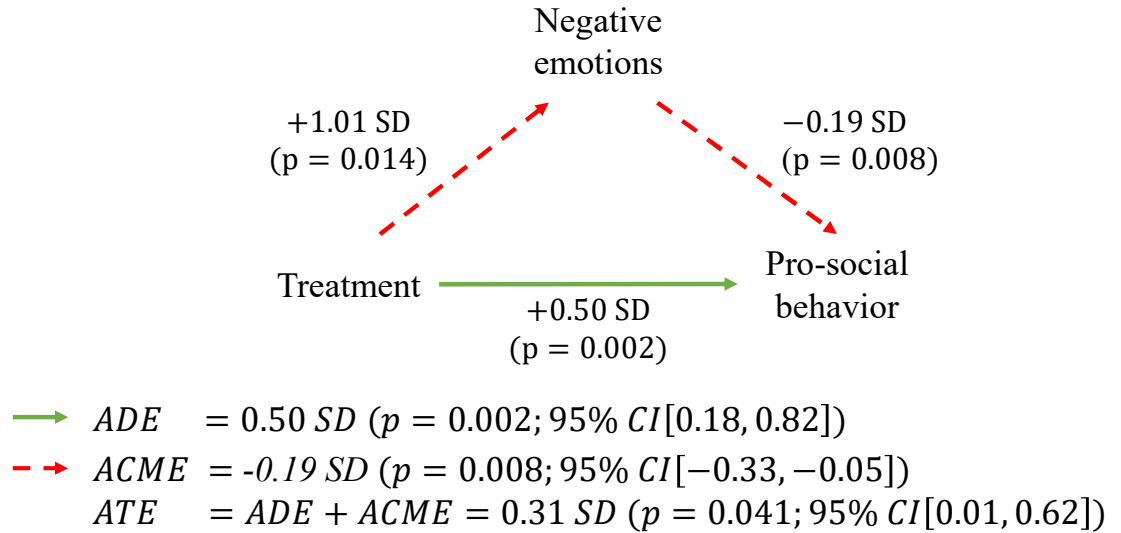 Negative
emotions
+1.01 SD
(p = 0.014)
−0.19 SD
(p = 0.008)
Treatment
Pro-social
behavior
+0.50 SD
(p = 0.002)
ADE = 0.50 SD (p = 0.002; 95% CI[0.18, 0.82])
ACME = -0.19 SD (p = 0.008; 95% CI[−0.33, −0.05])
ATE = ADE + ACME = 0.31 SD (p = 0.041; 95% CI[0.01, 0.62])